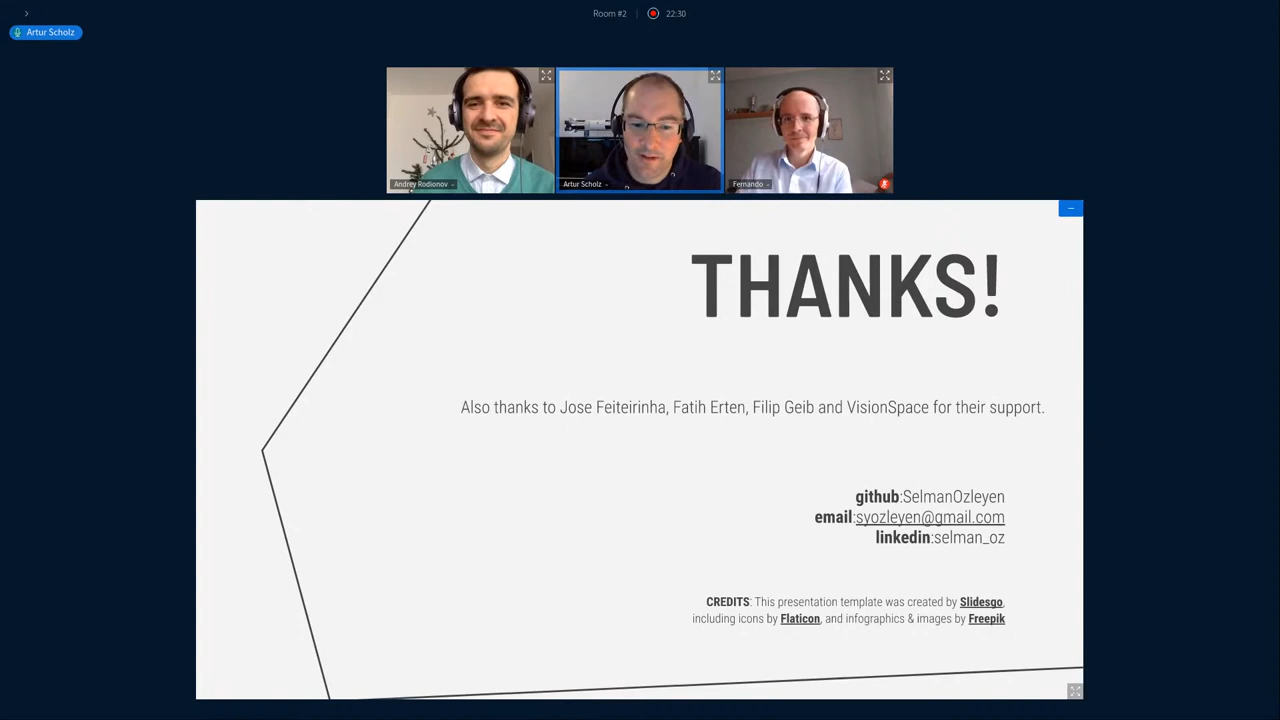 Room #2
22:30
Artur Scholz
Andrey Rodionov
Artur Scholz
Fernando
THANKS!
Also thanks to Jose Feiteirinha, Fatih Erten, Filip Geib and VisionSpace for their support.
github:SelmanOzleyen
email:syozleyen@gmail.com
linkedin:selman_oz
CREDITS: This presentation template was created by Slidesgo,
including icons by Flaticon, and infographics & images by Freepik